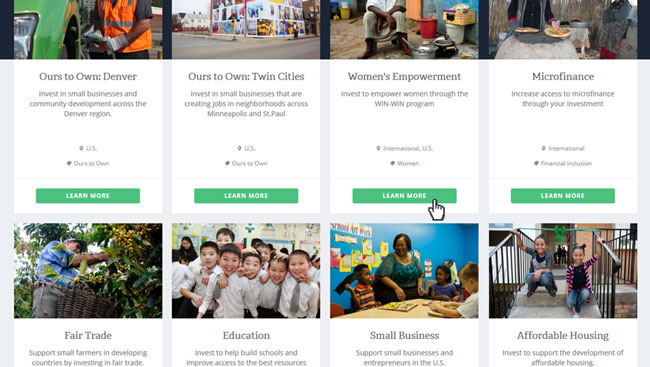 Ours to Own: Denver
Invest in small businesses and
community development across the
Denver region.
U.S.
Ours to Own
LEARN MORE
Ours to Own: Twin Cities
Invest in small businesses that are
creating jobs in neighborhoods across
Minneapolis and St.Paul
U.S.
Ours to Own
LEARN MORE
Women's Empowerment
Invest to empower women through the
WIN-WIN program
International, U.S.
Women
LEARN MORE
Microfinance
Increase access to microfinance
through your investment
International
Financial inclusion
LEARN MORE
Fair Trade
Support small farmers in developing
countries by investing in fair trade.
Education
Invest to help build schools and
improve access to the best resources
School Art Work
Small Business
Support small businesses and
entrepreneurs in the U.S.
Affordable Housing
Invest to support the development of
affordable housing.